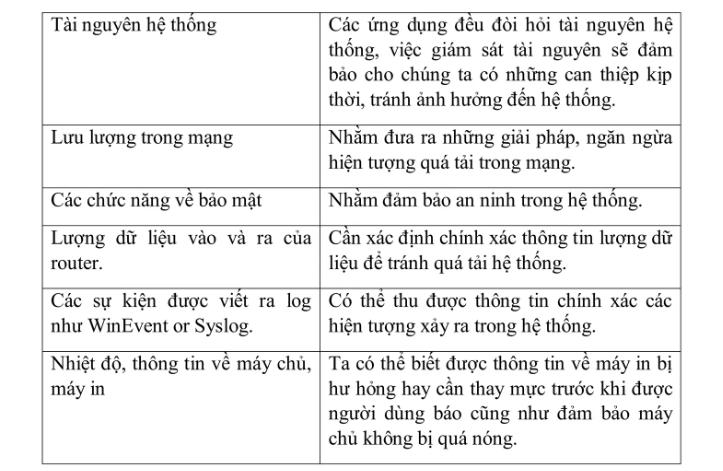 Tài nguyên hệ thống
Các ứng dụng đều đòi hỏi tài nguyên hệ
thống, việc giám sát tài nguyên sẽ đảm
bảo cho chúng ta có những can thiệp kịp
thời, tránh ảnh hưởng đến hệ thống.
Lưu lượng trong mạng
Nhằm đưa ra những giải pháp, ngăn ngừa
hiện tượng quá tải trong mạng.
Các chức năng về bảo mật
Nhằm đảm bảo an ninh trong hệ thống.
Lượng dữ liệu vào và ra của
router.
Cần xác định chính xác thông tin lượng dữ
liệu để tránh quá tải hệ thống.
Các sự kiện được viết ra log
như WinEvent or Syslog.
Có thể thu được thông tin chính xác các
hiện tượng xảy ra trong hệ thống.
Nhiệt độ, thông tin về máy chủ,
máy in
Ta có thể biết được thông tin về máy in bị
hư hỏng hay cần thay mực trước khi được
người dùng báo cũng như đảm bảo máy
chủ không bị quá nóng.